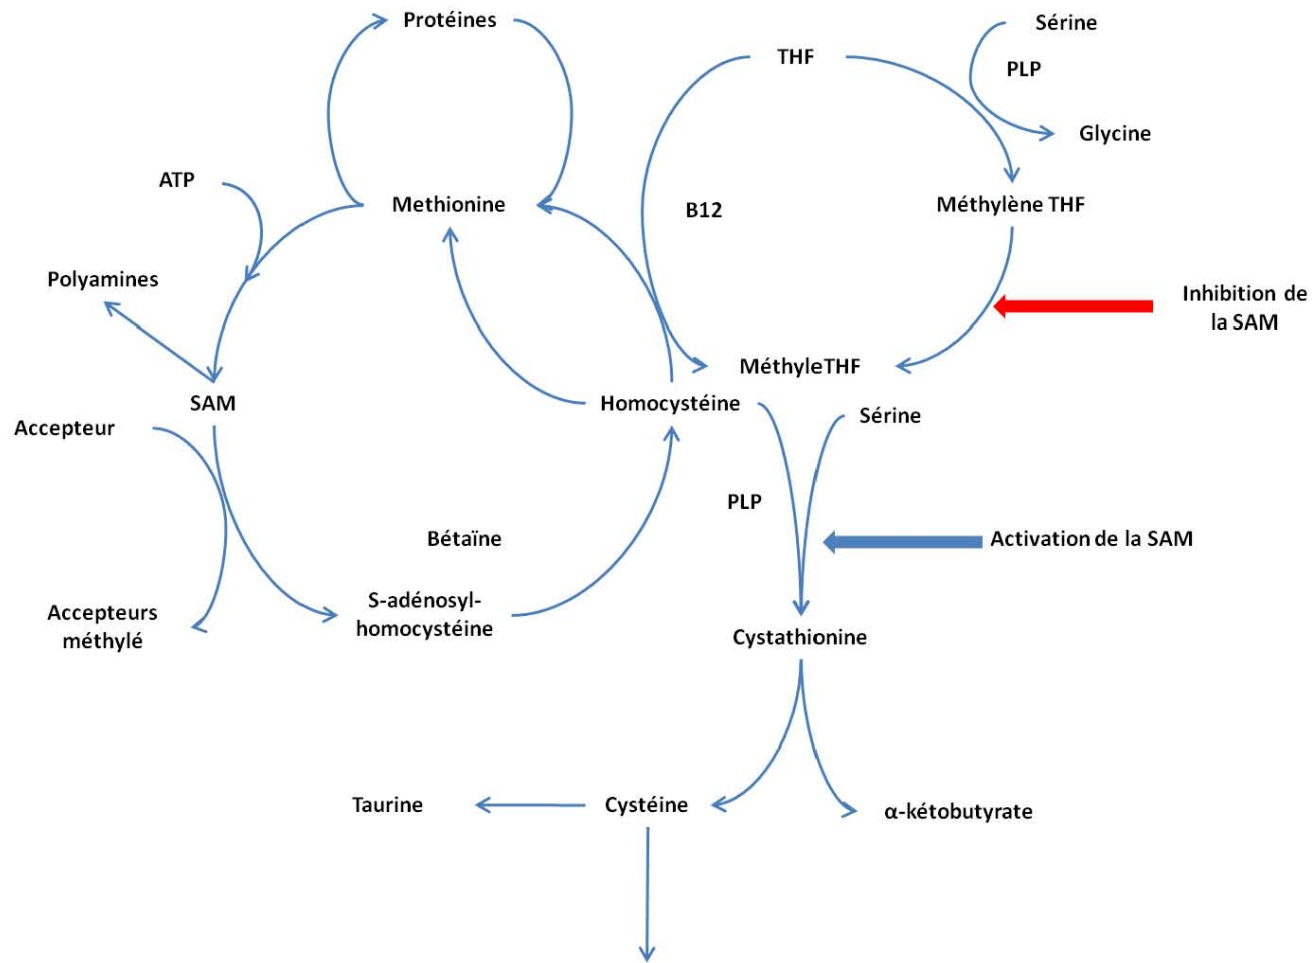 Protéines
Sérine
THF
PLP
Glycine
ATP
Methionine
B12
Méthylène THF
Polyamines
Inhibition de
la SAM
MéthyleTHF
SAM
Homocystéine
Sérine
Accepteur
PLP
Bétaïne
Activation de la SAM
Accepteurs
méthylé
S-adénosyl-
homocystéine
Cystathionine
Taurine
Cystéine
α-kétobutyrate